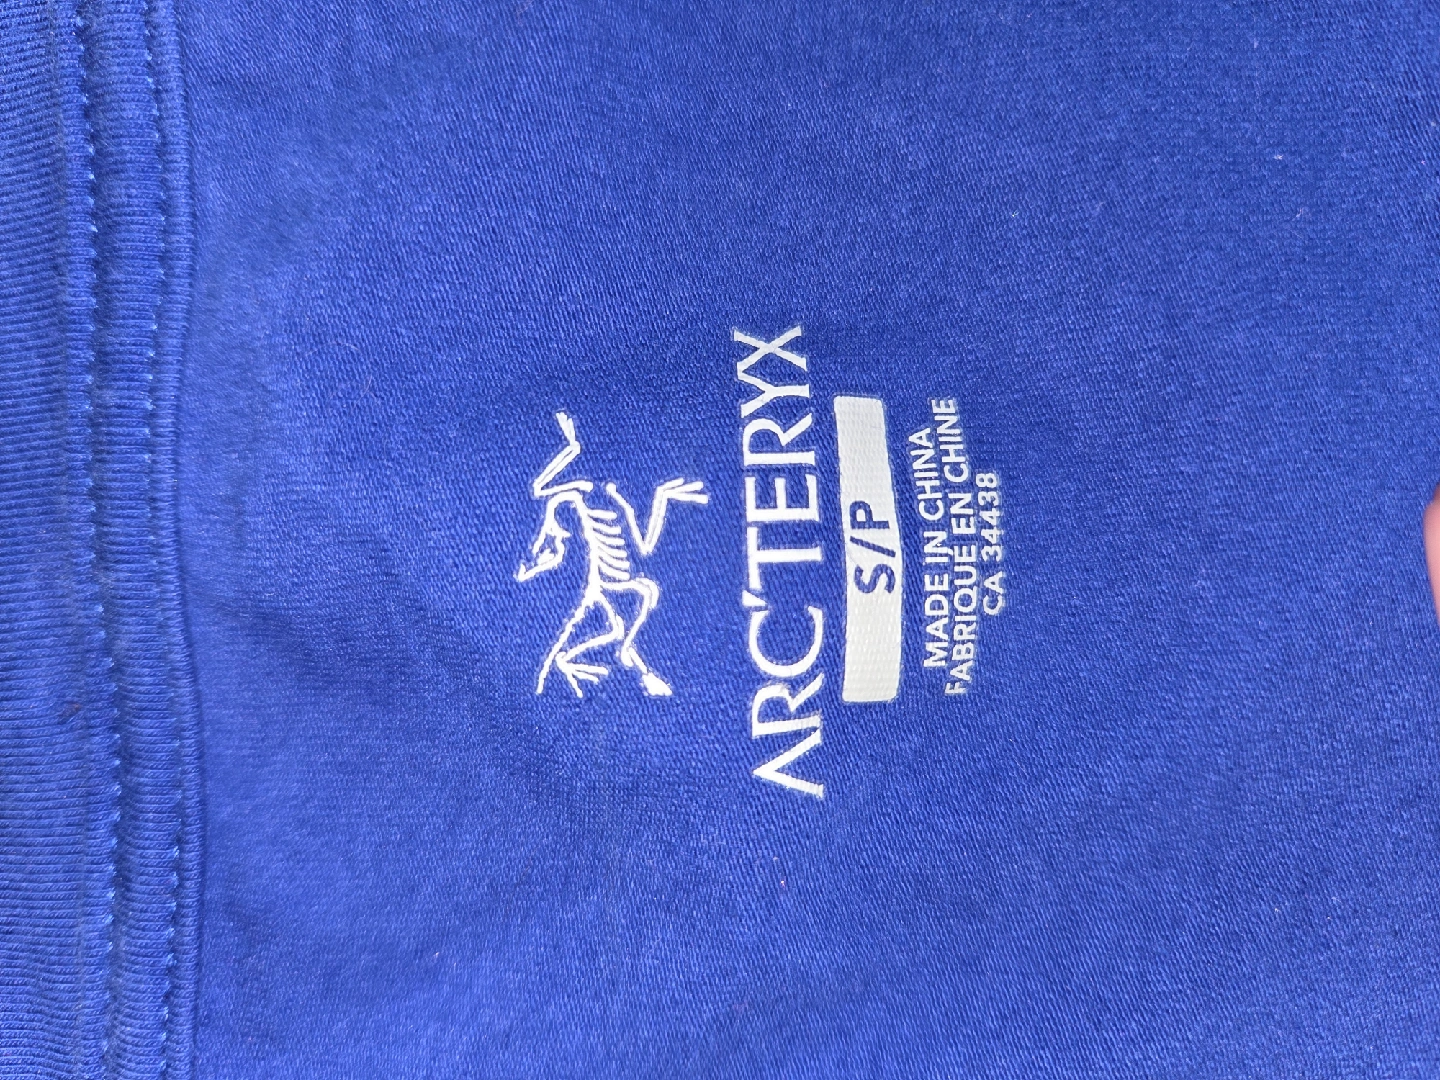 ARC'TERYX
S/P
MADE IN CHINA
FABRIQUE EN CHINE
CA 34438